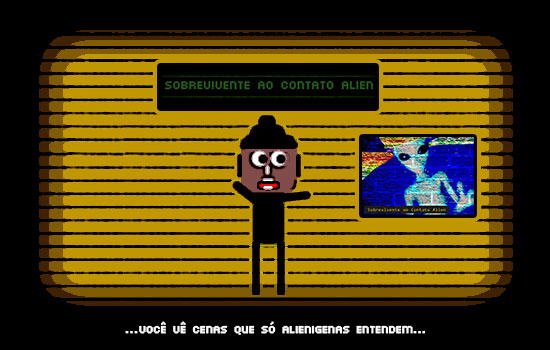 SOBREVIVENTE AO CONTATO ALIEN
Sobrevivente ao Contato Alien
...VOCÊ VÊ CENAS QUE SÓ ALIENIGENAS ENTENDEM...